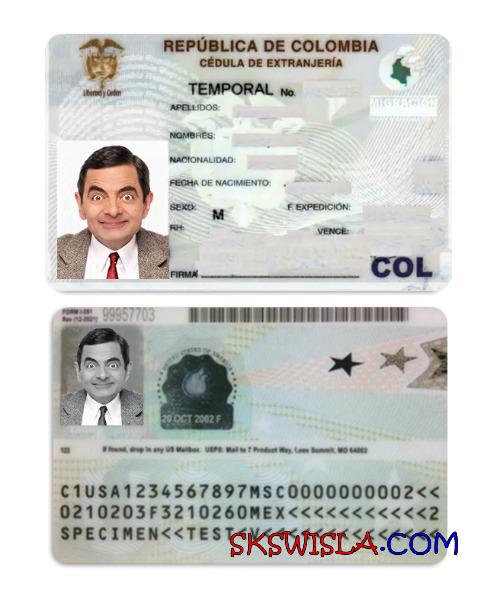 REPÚBLICA DE COLOMBIA
CÉDULA DE EXTRANJERÍA
Libertad y Orden
TEMPORAL No.
MIGRACIÓN
APELLIDOS:
NOMBRES:
NACIONALIDAD:
FECHA DE NACIMIENTO:
SEXO: M F. EXPEDICIÓN:
RH: VENCE:
FIRMA
COL
FORM I-551
Rev (12-2021) 99957703
UNITED STATES OF AMERICA
20 OCT 2002 F
122 If found, drop in any US Mailbox. USPS: Mail to 7 Product Way, Lees Summit, MO 64002
C1USA1234567897MSC0000000002<<
0210203F3210260MEX<<<<<<<<<<<2
SPECIMEN<<TEST<V<<<<
SKSWISLA.COM